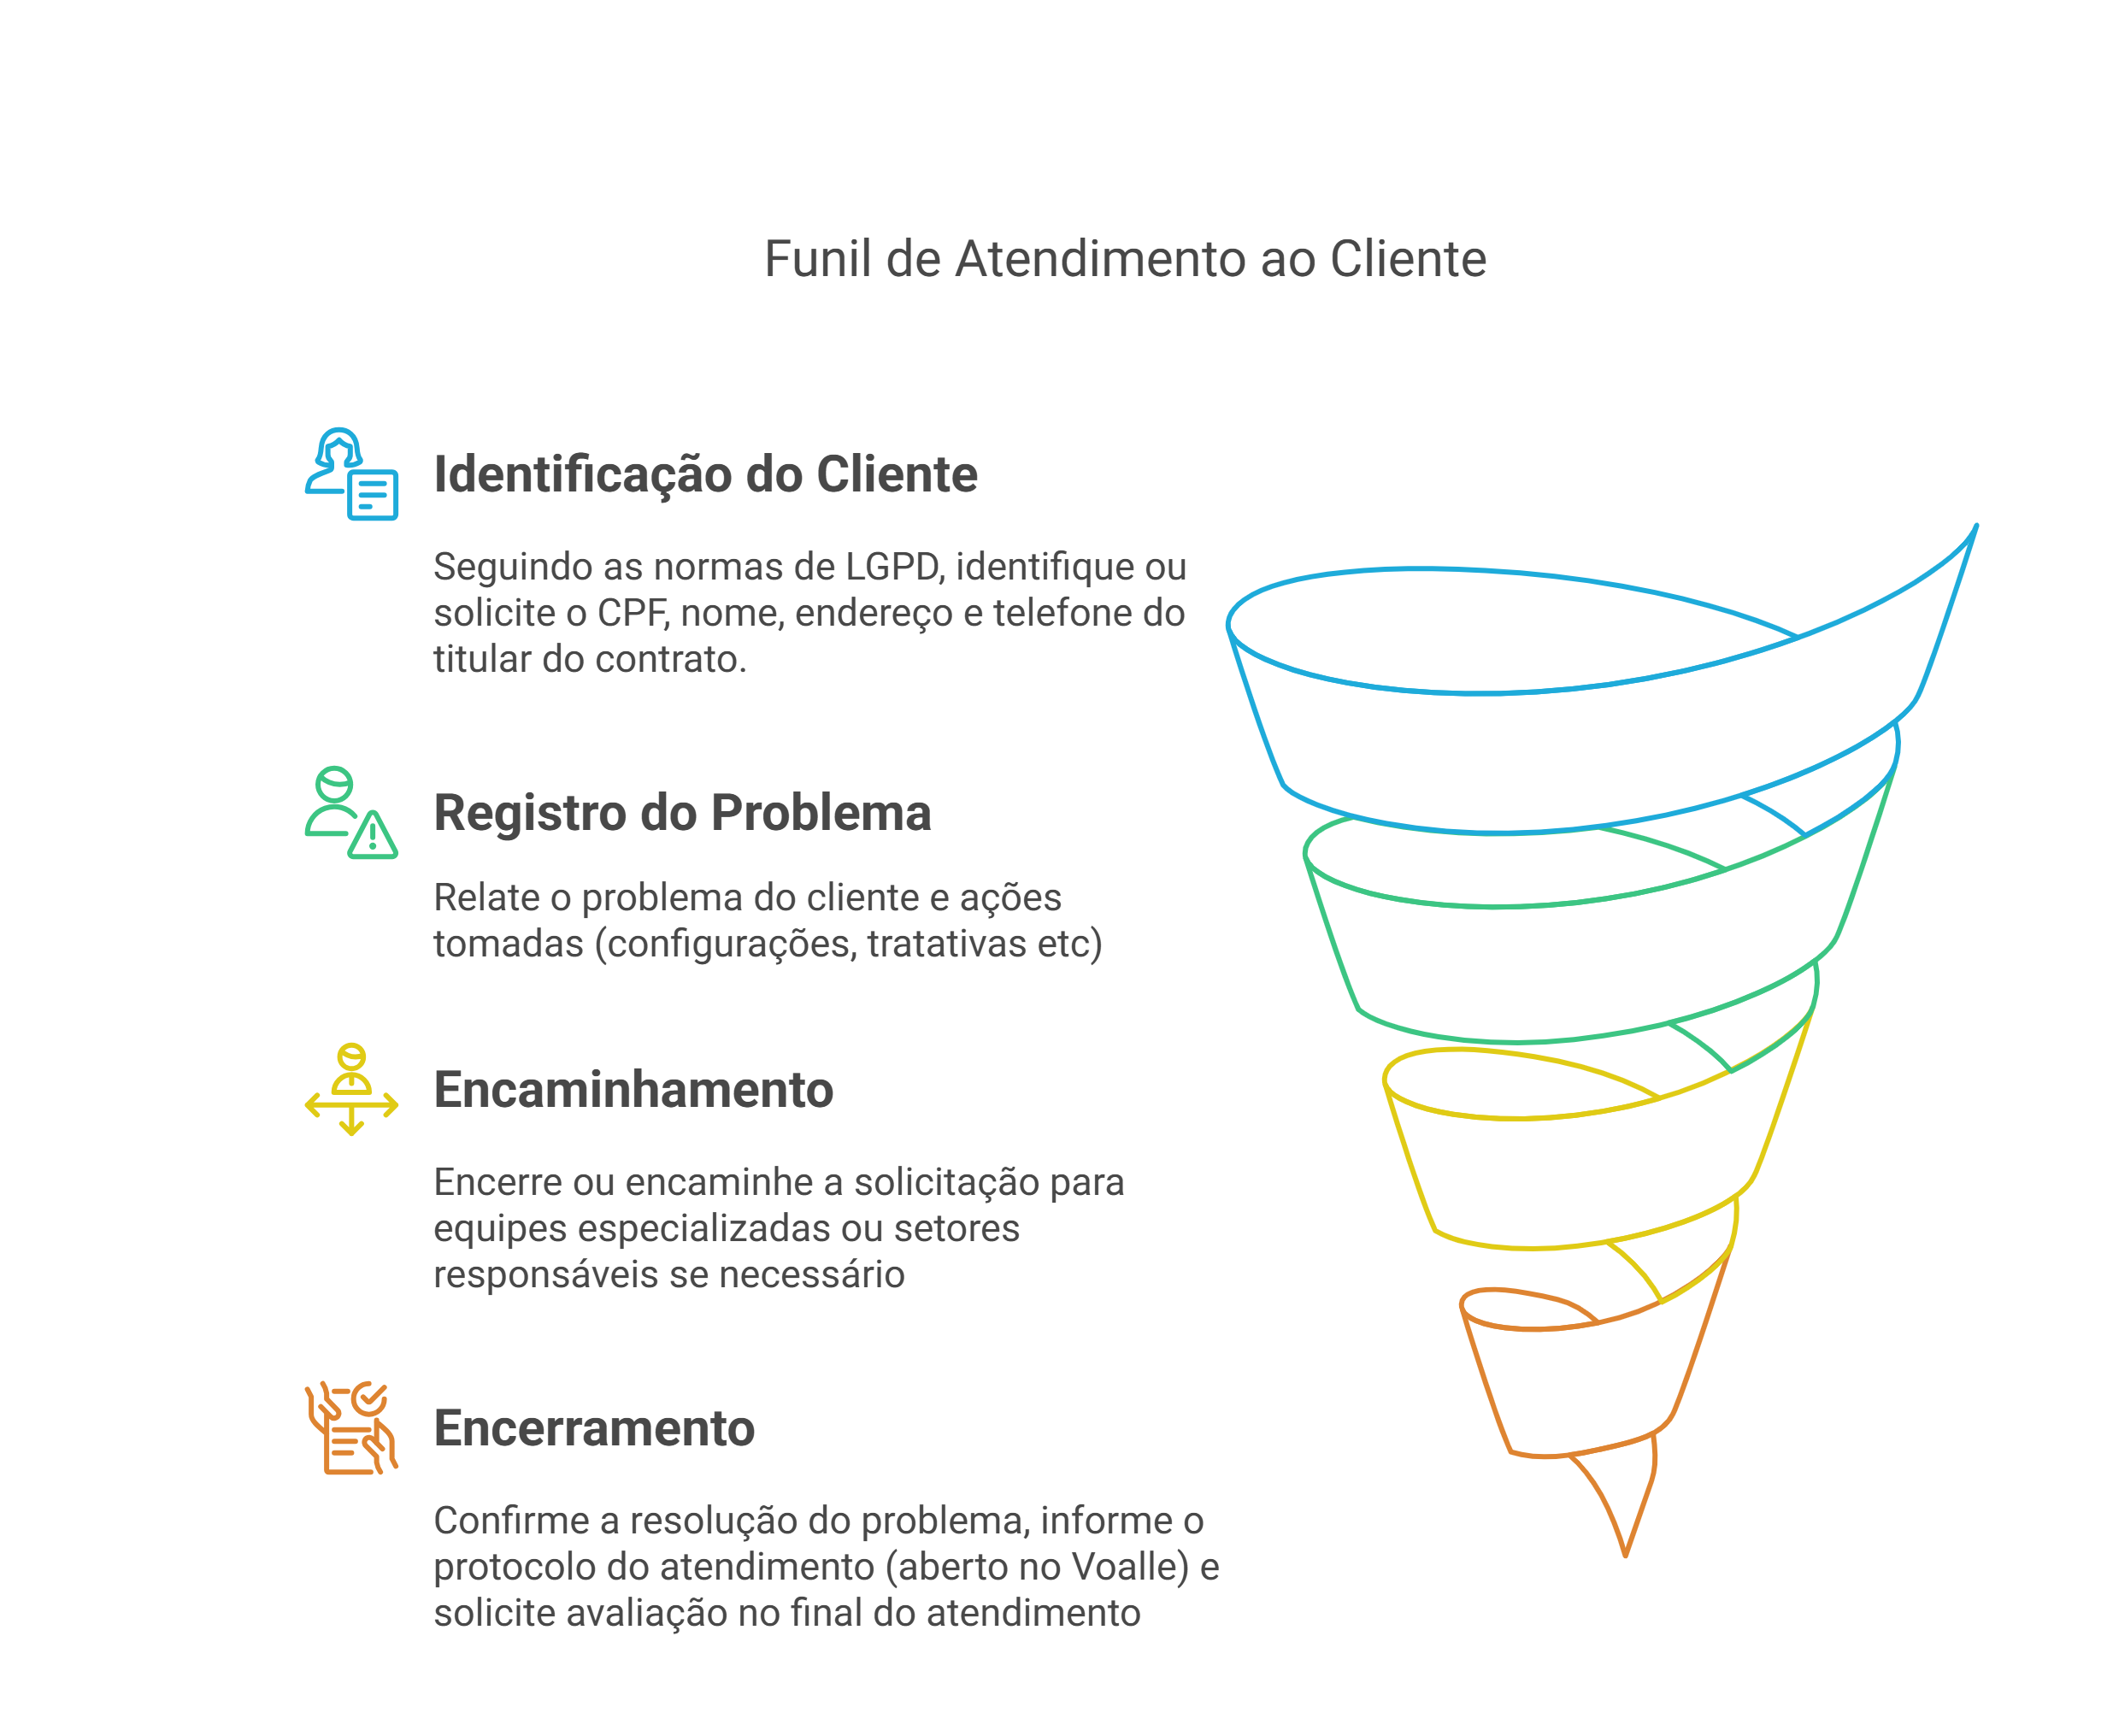 Funil de Atendimento ao Cliente
Identificação do Cliente
Seguindo as normas de LGPD, identifique ou
solicite o CPF, nome, endereço e telefone do
titular do contrato.
Registro do Problema
Relate o problema do cliente e ações
tomadas (configurações, tratativas etc)
Encaminhamento
Encerre ou encaminhe a solicitação para
equipes especializadas ou setores
responsáveis se necessário
Encerramento
Confirme a resolução do problema, informe o
protocolo do atendimento (aberto no Voalle) e
solicite avaliação no final do atendimento